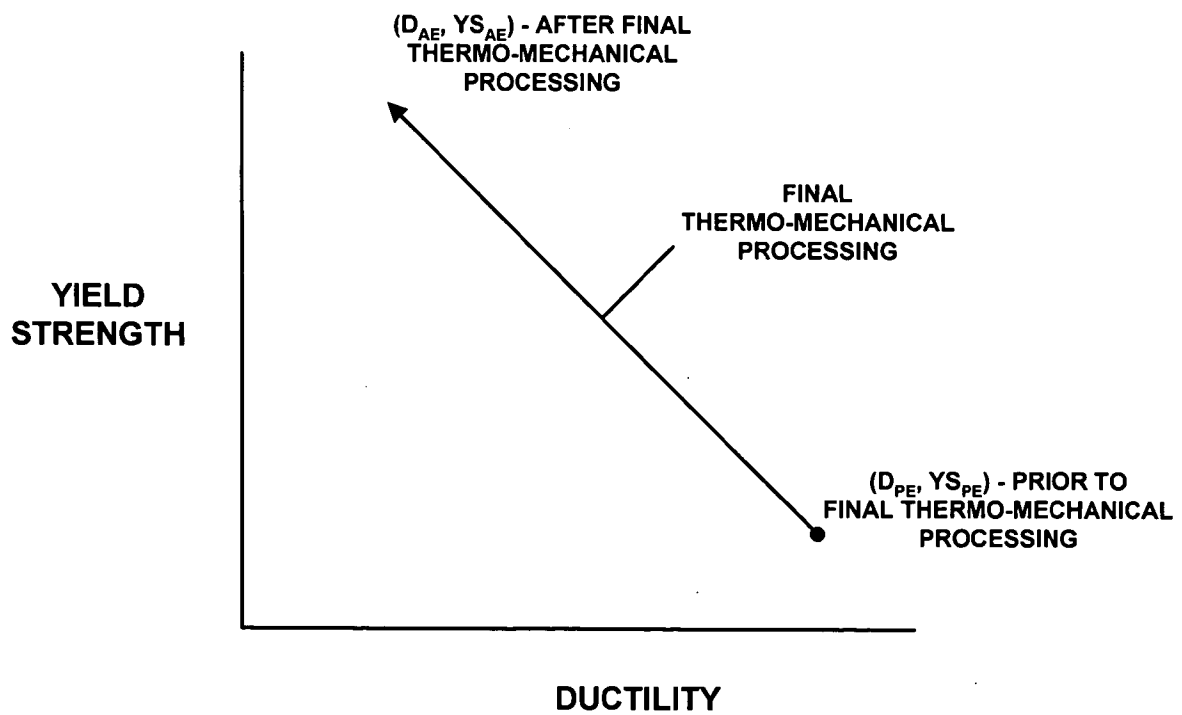 (D_AE, YS_AE) - AFTER FINAL
THERMO-MECHANICAL
PROCESSING
FINAL
THERMO-MECHANICAL
PROCESSING
YIELD
STRENGTH
(D_PE, YS_PE) - PRIOR TO
FINAL THERMO-MECHANICAL
PROCESSING
DUCTILITY